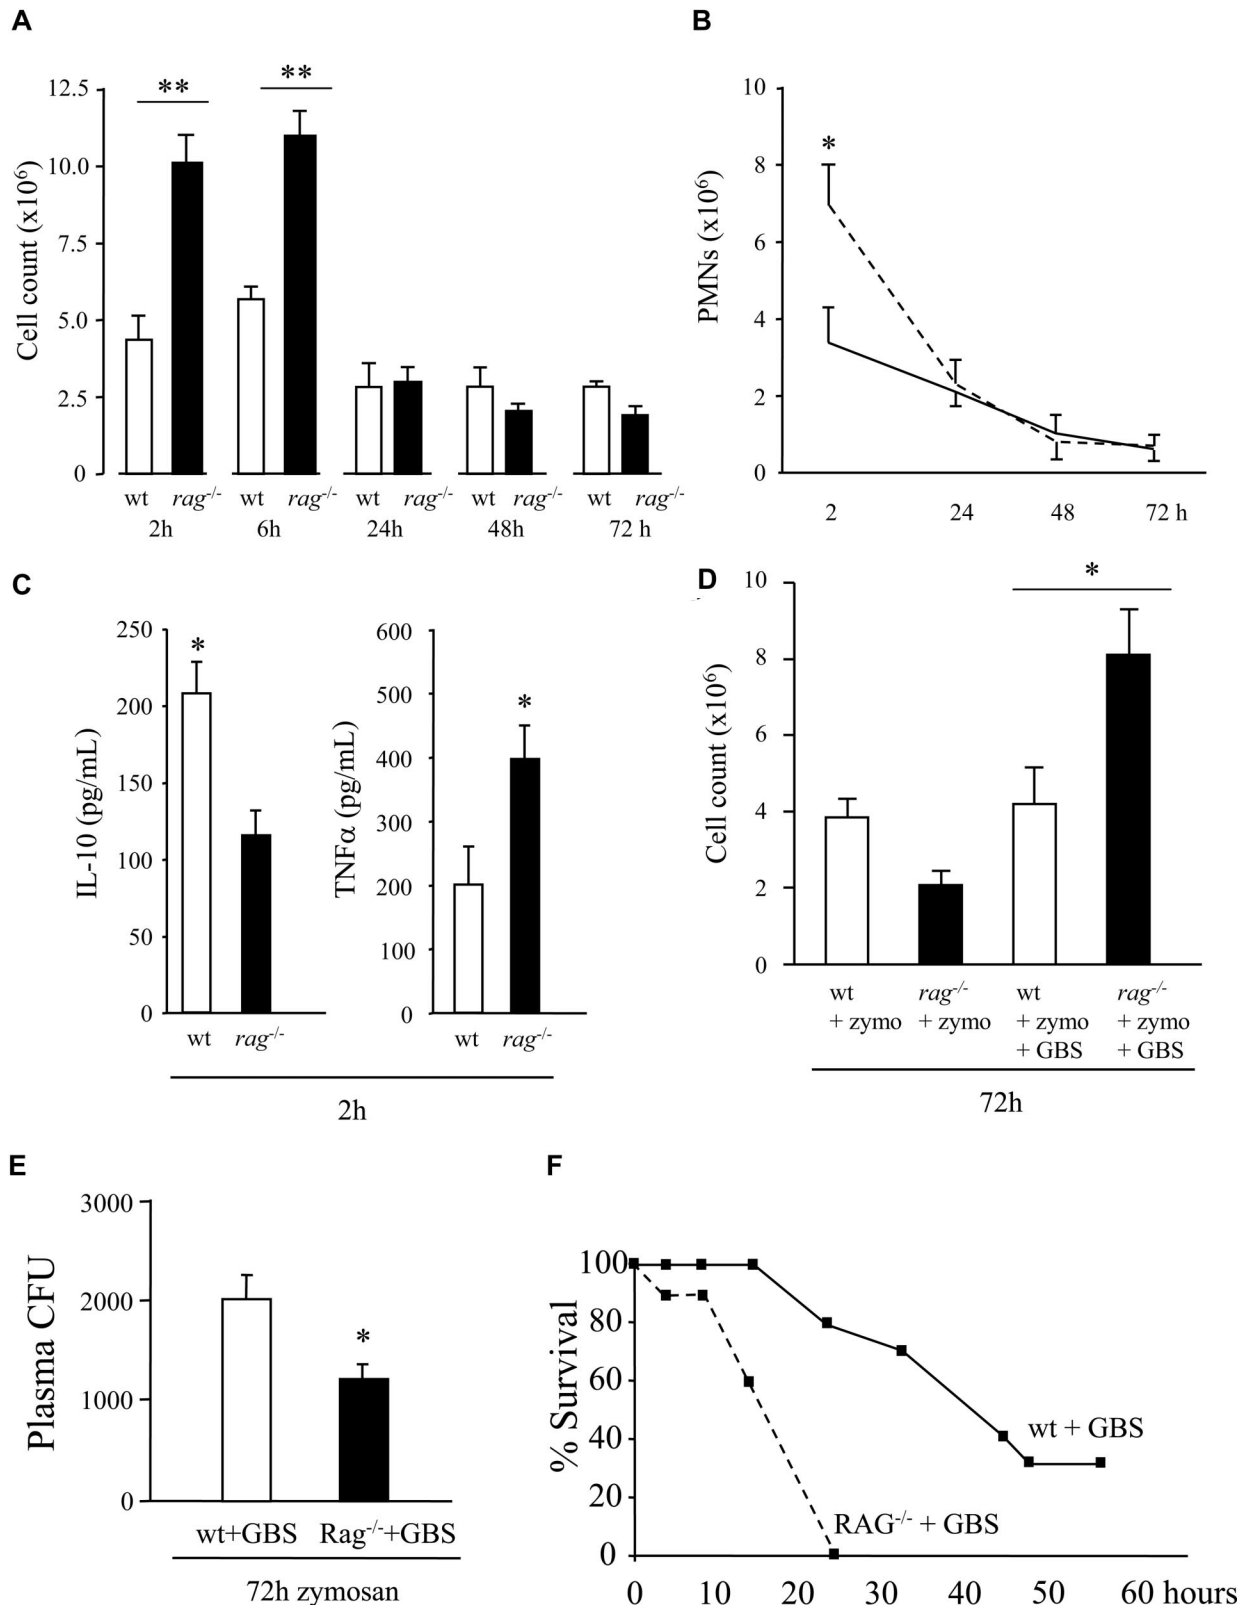 A
Cell count (x10⁶)
12.5
10.0
7.5
5.0
2.5
0
**
**
wt rag⁻/⁻ wt rag⁻/⁻ wt rag⁻/⁻ wt rag⁻/⁻ wt rag⁻/⁻
2h 6h 24h 48h 72 h
B
PMNs (x10⁶)
10
8
6
4
2
0
*
2 24 48 72 h
C
IL-10 (pg/mL)
250
200
150
100
50
0
*
wt rag⁻/⁻
TNFα (pg/mL)
600
500
400
300
200
100
0
*
wt rag⁻/⁻
2h
D
Cell count (x10⁶)
10
8
6
4
2
0
*
wt rag⁻/⁻ wt rag⁻/⁻
+ zymo + zymo + zymo + zymo
+ GBS + GBS
72h
E
Plasma CFU
3000
2000
1000
0
*
wt+GBS Rag⁻/⁻+GBS
72h zymosan
F
% Survival
100
80
60
40
20
0
wt + GBS
RAG⁻/⁻ + GBS
0 10 20 30 40 50 60 hours